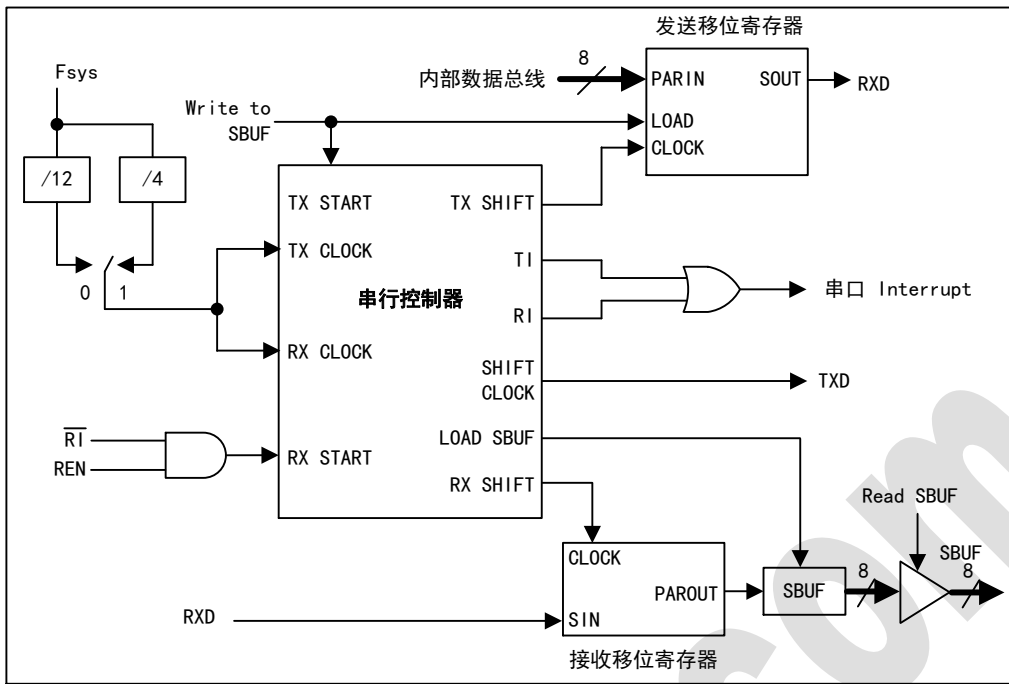 发送移位寄存器
Fsys
8
内部数据总线
PARIN
SOUT
RXD
Write to
SBUF
LOAD
CLOCK
/12
/4
TX START
TX SHIFT
TX CLOCK
TI
0
1
串行控制器
串口 Interrupt
RI
RX CLOCK
SHIFT
CLOCK
TXD
RI
REN
LOAD SBUF
RX START
RX SHIFT
Read SBUF
CLOCK
SBUF
PAROUT
SBUF
8
8
RXD
SIN
接收移位寄存器
com